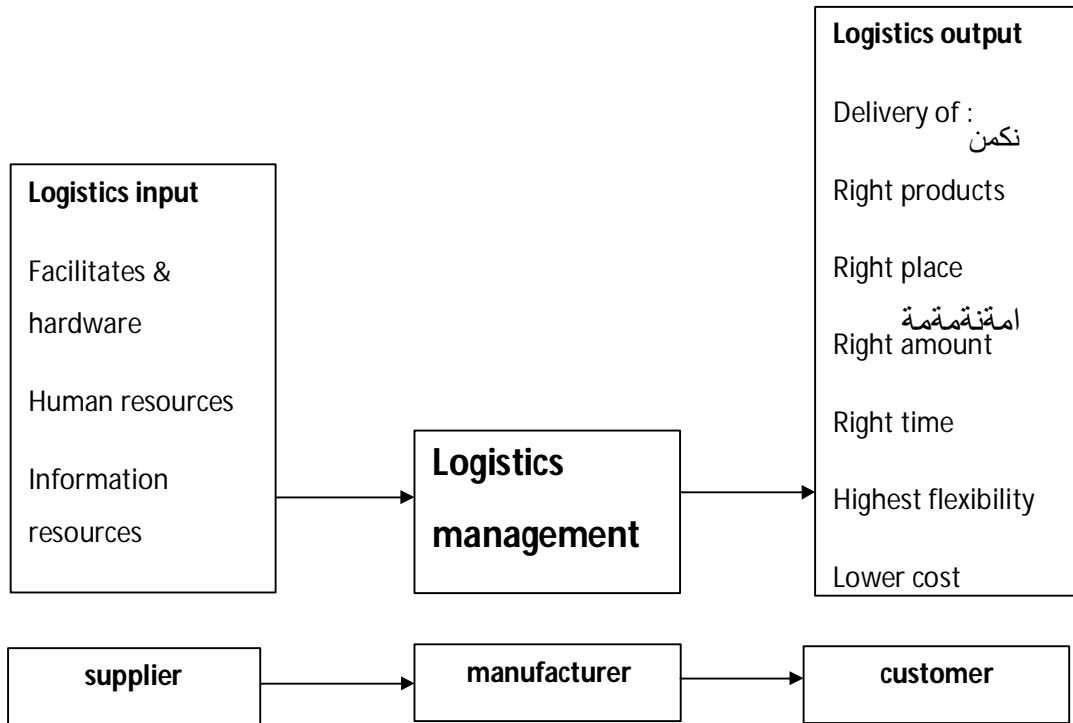 Logistics input
Facilitates &
hardware
Human resources
Information
resources
Logistics
management
Logistics output
Delivery of :
نكمن
Right products
Right place
امةنةمةمة
Right amount
Right time
Highest flexibility
Lower cost
supplier
manufacturer
customer